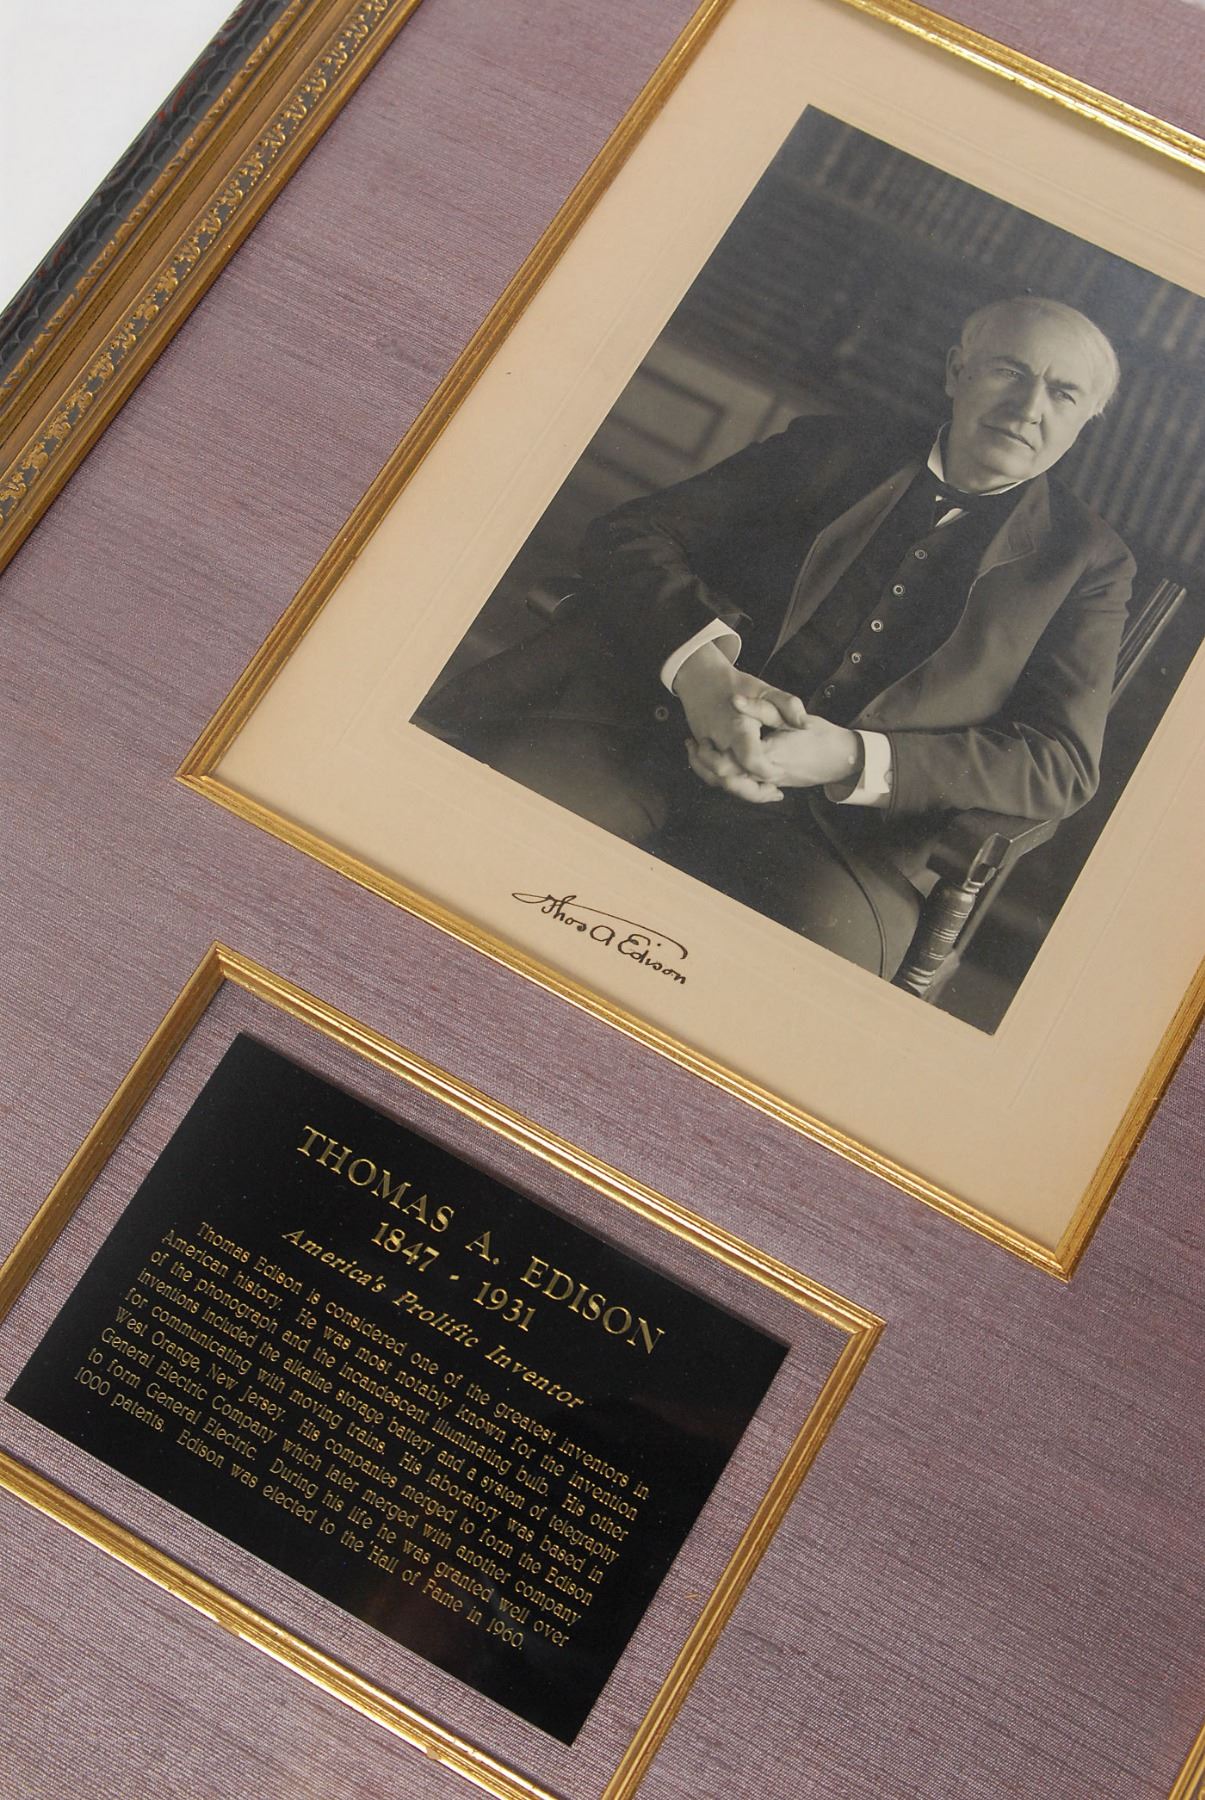 Thos A Edison
THOMAS A. EDISON
1847 - 1931
America's Prolific Inventor
Thomas Edison is considered one of the greatest inventors in
American history. He was most notably known for the invention
of the phonograph and the incandescent illuminating bulb. His other
inventions included the alkaline storage battery and a system of telegraphy
for communicating with moving trains. His laboratory was based in
West Orange, New Jersey. His companies merged to form the Edison
General Electric Company which later merged with another company
to form General Electric. During his life he was granted well over
1000 patents. Edison was elected to the Hall of Fame in 1960.